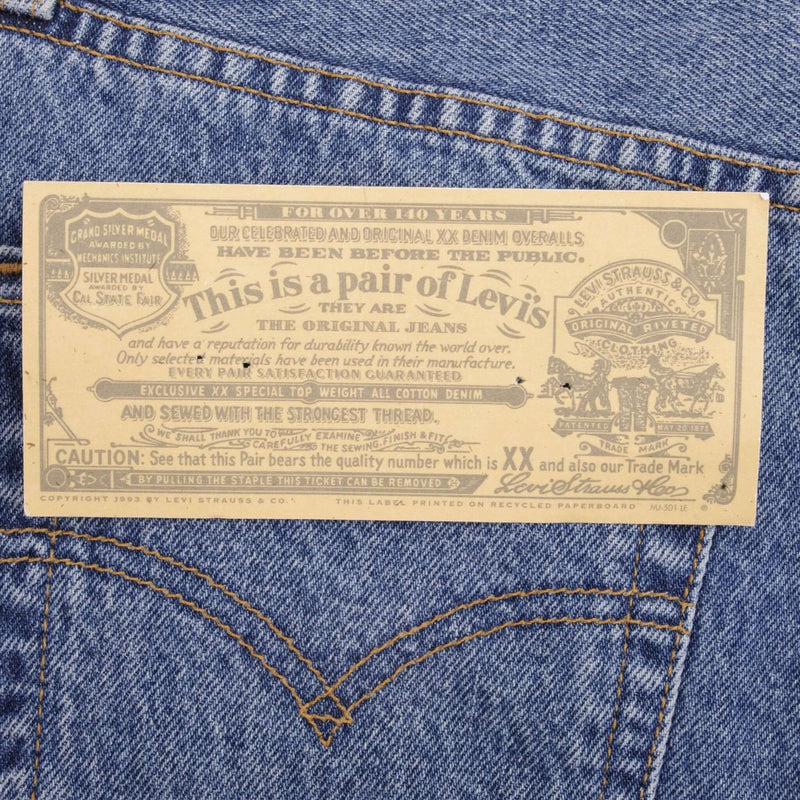 GRAND SILVER MEDAL
AWARDED BY
MECHANICS INSTITUTE
SILVER MEDAL
AWARDED BY
CAL STATE FAIR
FOR OVER 140 YEARS
OUR CELEBRATED AND ORIGINAL XX DENIM OVERALLS
HAVE BEEN BEFORE THE PUBLIC.
This is a pair of Levi's
THEY ARE
THE ORIGINAL JEANS
and have a reputation for durability known the world over.
Only selected materials have been used in their manufacture.
EVERY PAIR SATISFACTION GUARANTEED
EXCLUSIVE XX SPECIAL TOP WEIGHT ALL COTTON DENIM
AND SEWED WITH THE STRONGEST THREAD.
WE SHALL THANK YOU TO CAREFULLY EXAMINE THE SEWING, FINISH & FIT
LEVI STRAUSS & CO.
AUTHENTIC
ORIGINAL RIVETED
CLOTHING
PATENTED MAY 20 1873
TRADE MARK
CAUTION: See that this Pair bears the quality number which is XX and also our Trade Mark
BY PULLING THE STAPLE THIS TICKET CAN BE REMOVED
Levi Strauss & Co
COPYRIGHT 1993 BY LEVI STRAUSS & CO. THIS LABEL PRINTED ON RECYCLED PAPERBOARD